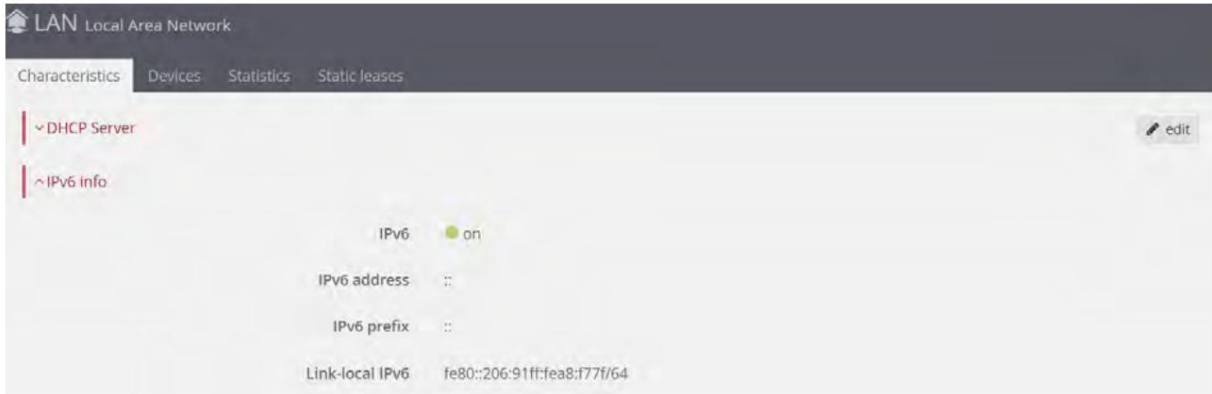 LAN Local Area Network
Characteristics Devices Statistics Static leases
DHCP Server edit
IPv6 info
IPv6 on
IPv6 address ::
IPv6 prefix ::
Link-local IPv6 fe80::206:91ff:fea8:f77f/64